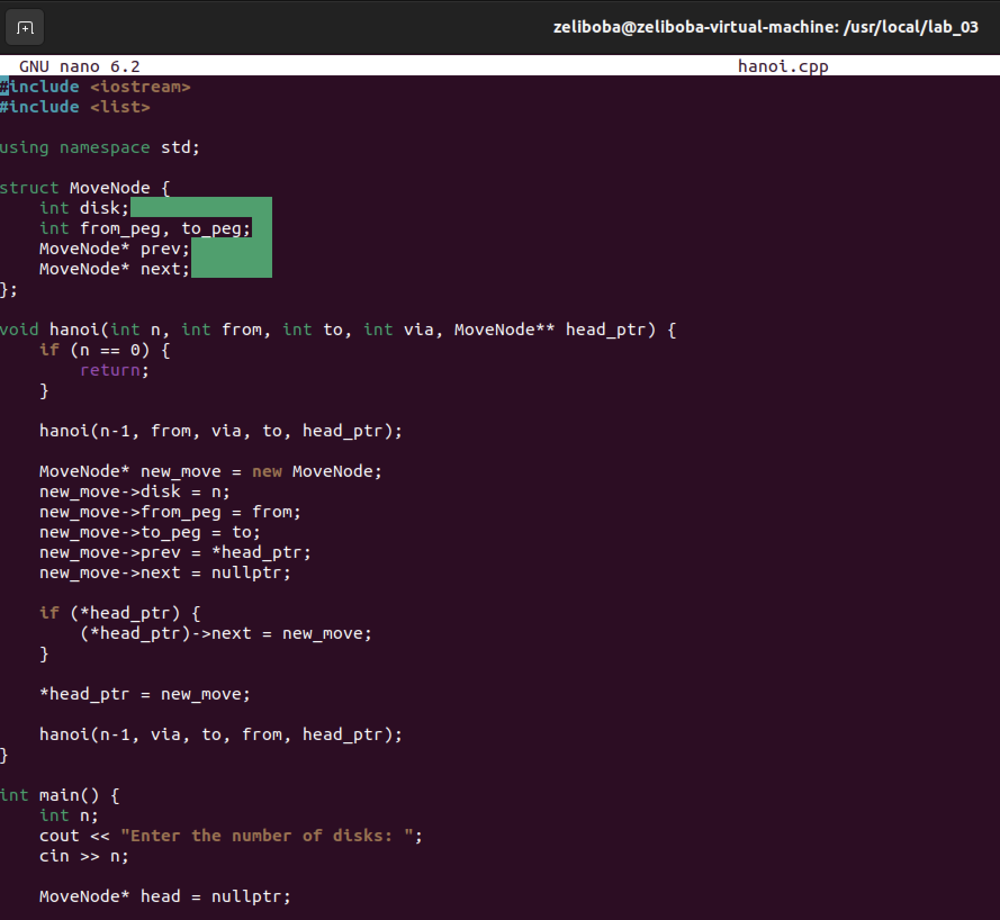 zeliboba@zeliboba-virtual-machine: /usr/local/lab_03
GNU nano 6.2 hanoi.cpp
#include <iostream>
#include <list>
using namespace std;
struct MoveNode {
    int disk;
    int from_peg, to_peg;
    MoveNode* prev;
    MoveNode* next;
};
void hanoi(int n, int from, int to, int via, MoveNode** head_ptr) {
    if (n == 0) {
        return;
    }
    hanoi(n-1, from, via, to, head_ptr);
    MoveNode* new_move = new MoveNode;
    new_move->disk = n;
    new_move->from_peg = from;
    new_move->to_peg = to;
    new_move->prev = *head_ptr;
    new_move->next = nullptr;
    if (*head_ptr) {
        (*head_ptr)->next = new_move;
    }
    *head_ptr = new_move;
    hanoi(n-1, via, to, from, head_ptr);
}
int main() {
    int n;
    cout << "Enter the number of disks: ";
    cin >> n;
    MoveNode* head = nullptr;